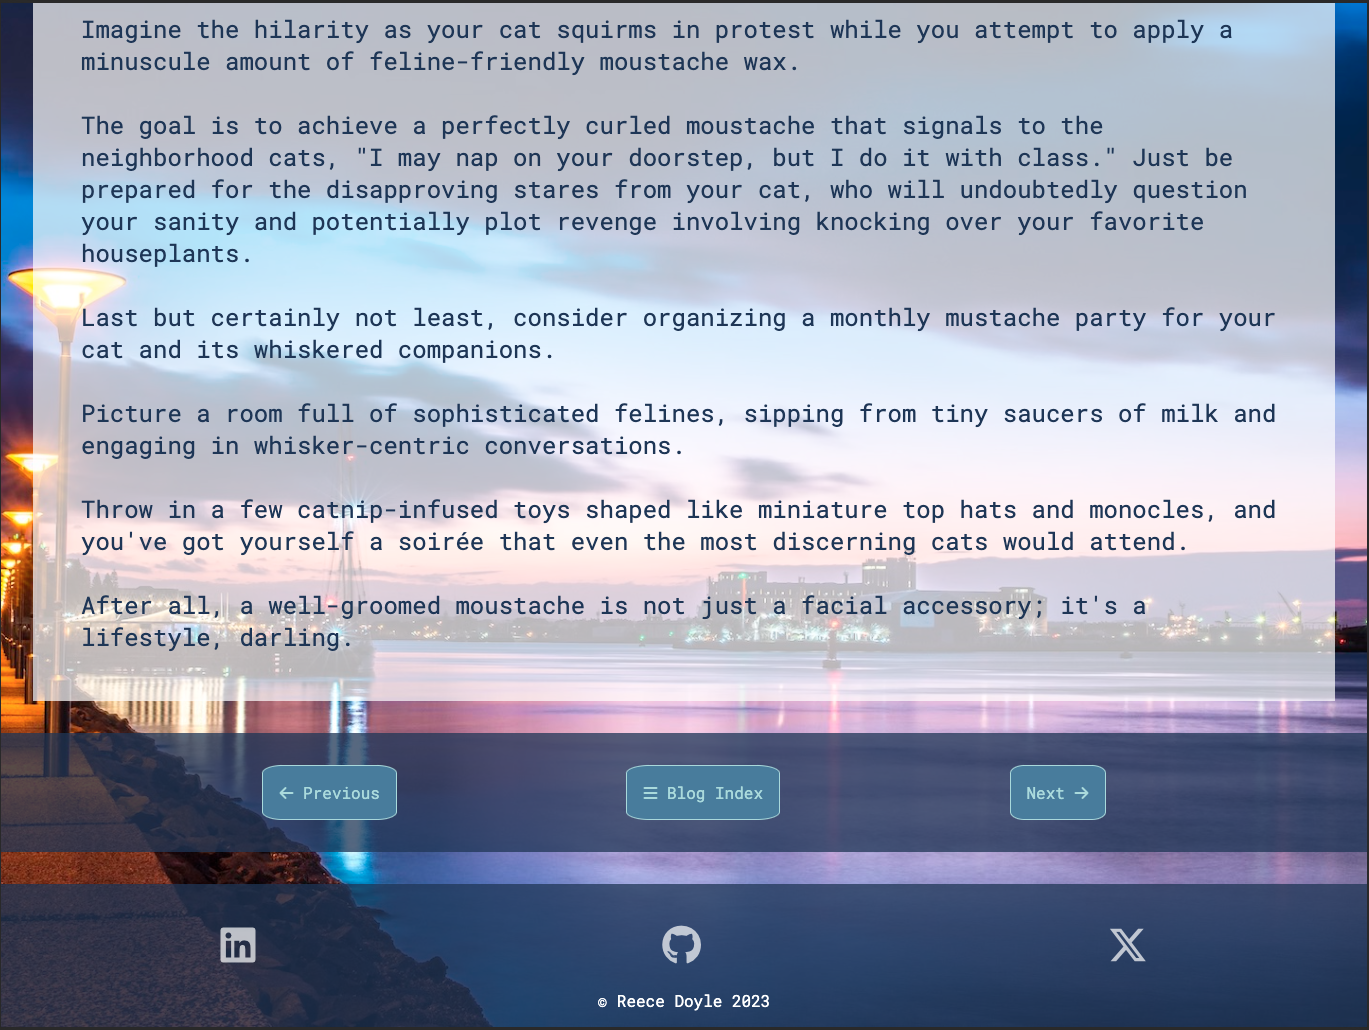 Imagine the hilarity as your cat squirms in protest while you attempt to apply a
minuscule amount of feline-friendly moustache wax.
The goal is to achieve a perfectly curled moustache that signals to the
neighborhood cats, "I may nap on your doorstep, but I do it with class." Just be
prepared for the disapproving stares from your cat, who will undoubtedly question
your sanity and potentially plot revenge involving knocking over your favorite
houseplants.
Last but certainly not least, consider organizing a monthly mustache party for your
cat and its whiskered companions.
Picture a room full of sophisticated felines, sipping from tiny saucers of milk and
engaging in whisker-centric conversations.
Throw in a few catnip-infused toys shaped like miniature top hats and monocles, and
you've got yourself a soirée that even the most discerning cats would attend.
After all, a well-groomed moustache is not just a facial accessory; it's a
lifestyle, darling.
← Previous ☰ Blog Index Next →
in X
© Reece Doyle 2023